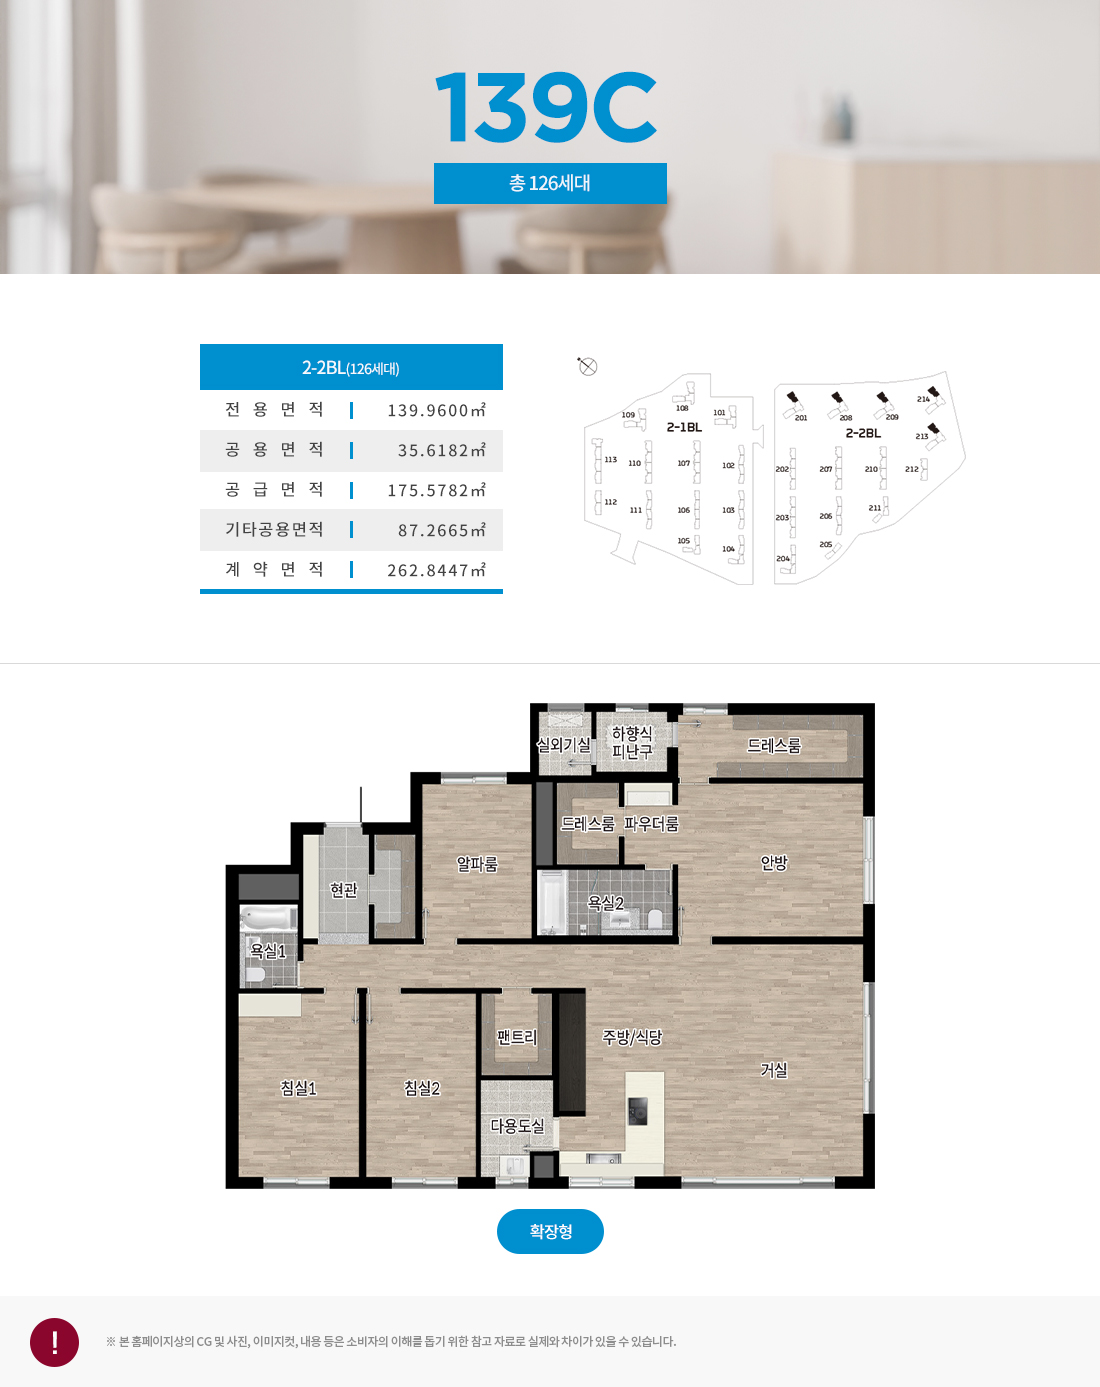 139C
총 126세대
2-2BL(126세대)
전 용 면 적 139.9600㎡
공 용 면 적 35.6182㎡
공 급 면 적 175.5782㎡
기타공용면적 87.2665㎡
계 약 면 적 262.8447㎡
108
109
101
2-1BL
113
110
107
102
112
111
106
103
105
104
214
201
208
209
2-2BL
213
202
207
210
212
211
203
206
205
204
실외기실
하향식
피난구
드레스룸
드레스룸
파우더룸
알파룸
안방
현관
욕실2
욕실1
팬트리
주방/식당
거실
침실1
침실2
다용도실
확장형
!
※ 본 홈페이지상의 CG 및 사진, 이미지컷, 내용 등은 소비자의 이해를 돕기 위한 참고 자료로 실제와 차이가 있을 수 있습니다.